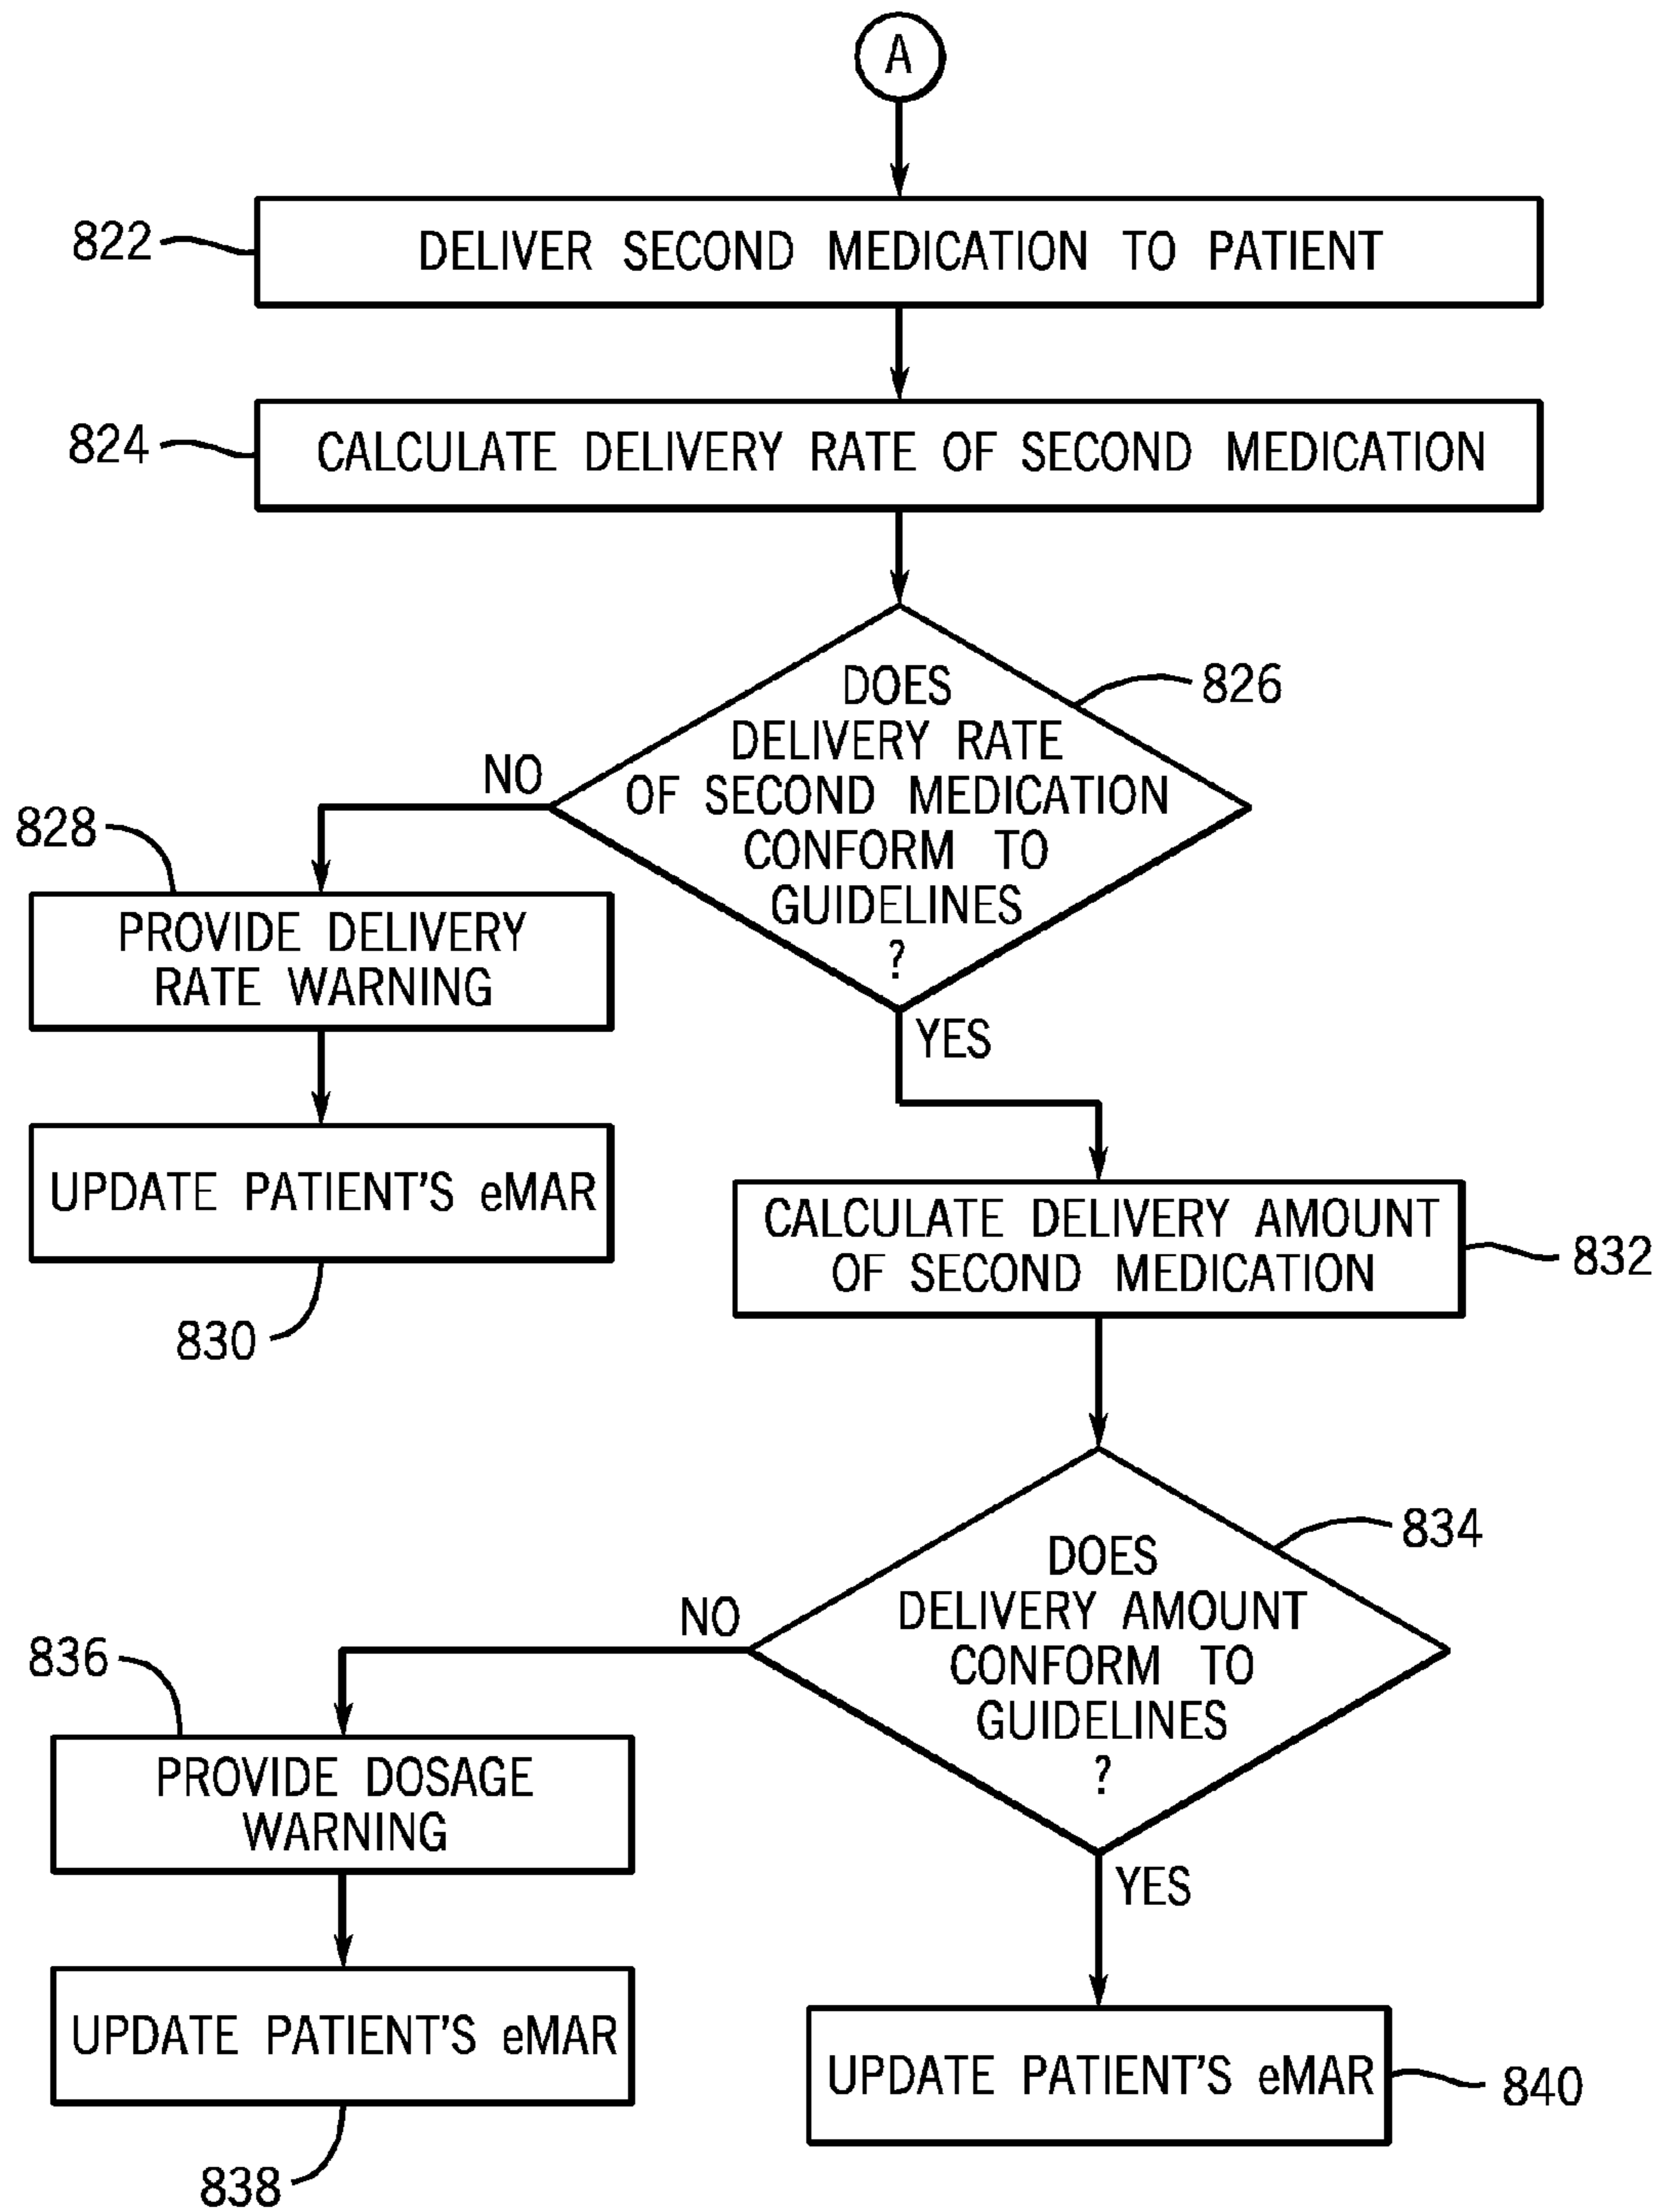 A
822
DELIVER SECOND MEDICATION TO PATIENT
824
CALCULATE DELIVERY RATE OF SECOND MEDICATION
826
DOES
DELIVERY RATE
OF SECOND MEDICATION
CONFORM TO
GUIDELINES
?
NO
YES
828
PROVIDE DELIVERY
RATE WARNING
UPDATE PATIENT'S eMAR
830
CALCULATE DELIVERY AMOUNT
OF SECOND MEDICATION
832
834
DOES
DELIVERY AMOUNT
CONFORM TO
GUIDELINES
?
NO
YES
836
PROVIDE DOSAGE
WARNING
UPDATE PATIENT'S eMAR
838
UPDATE PATIENT'S eMAR
840